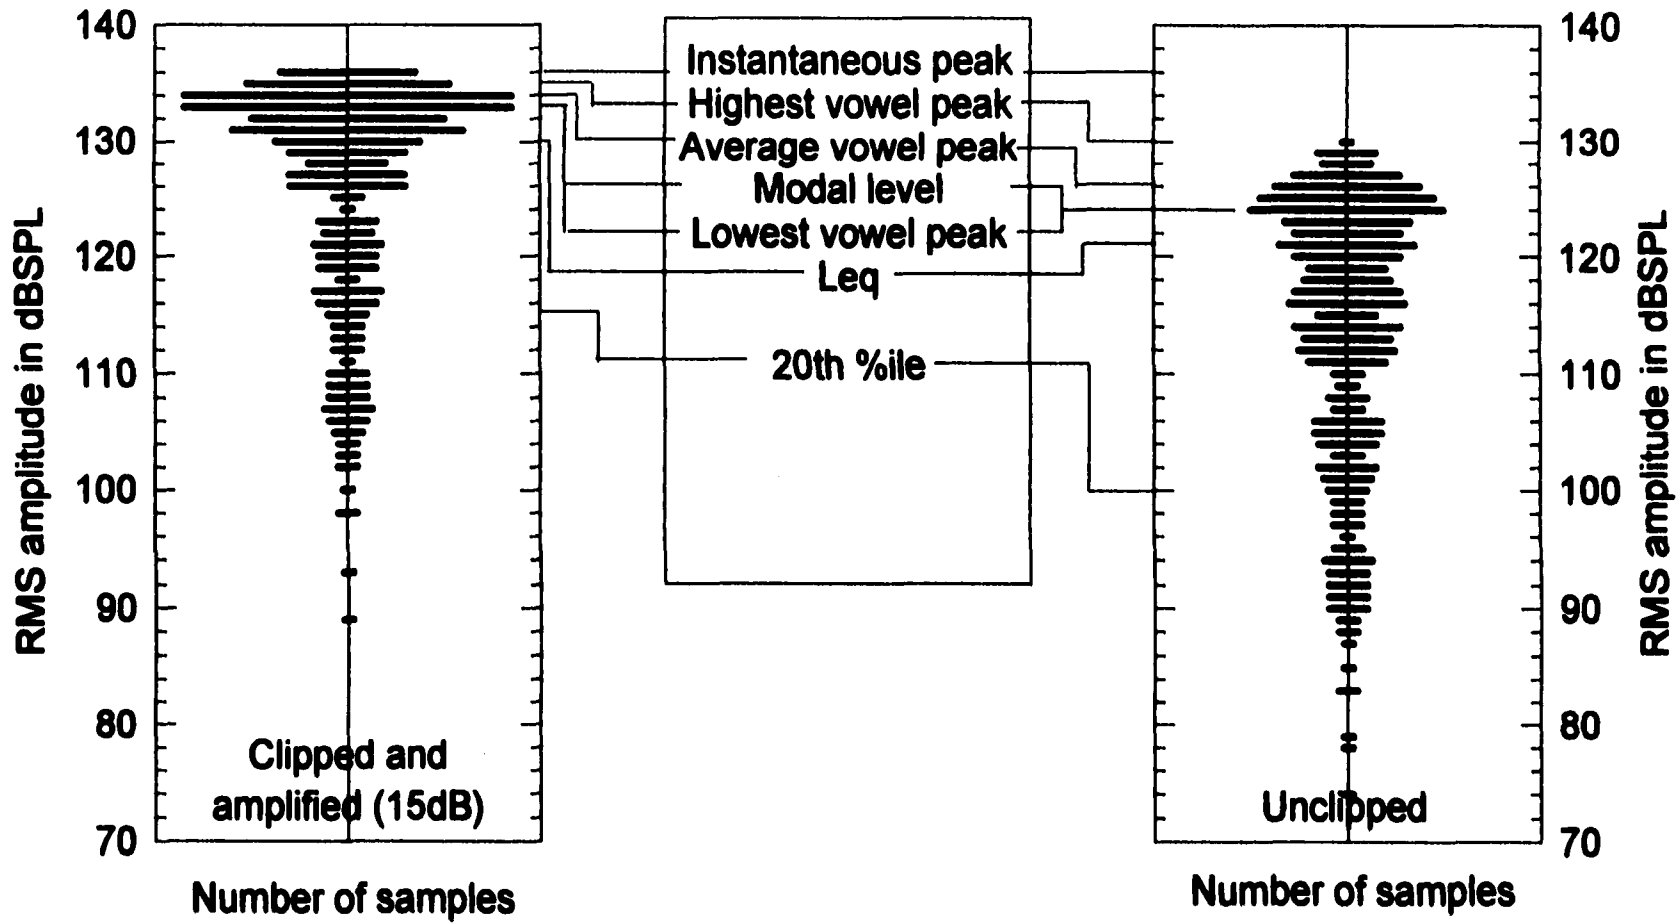 RMS amplitude in dBSPL
140
130
120
110
100
90
80
70
Clipped and
amplified (15dB)
Number of samples
Instantaneous peak
Highest vowel peak
Average vowel peak
Modal level
Lowest vowel peak
Leq
20th %ile
Unclipped
Number of samples
140
130
120
110
100
90
80
70
RMS amplitude in dBSPL